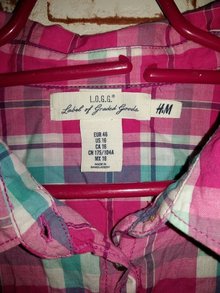 L.O.G.G.
Label of Graded Goods
H&M
EUR 46
US 16
CA 16
CN 175/104A
MX 16
MADE IN
BANGLADESH